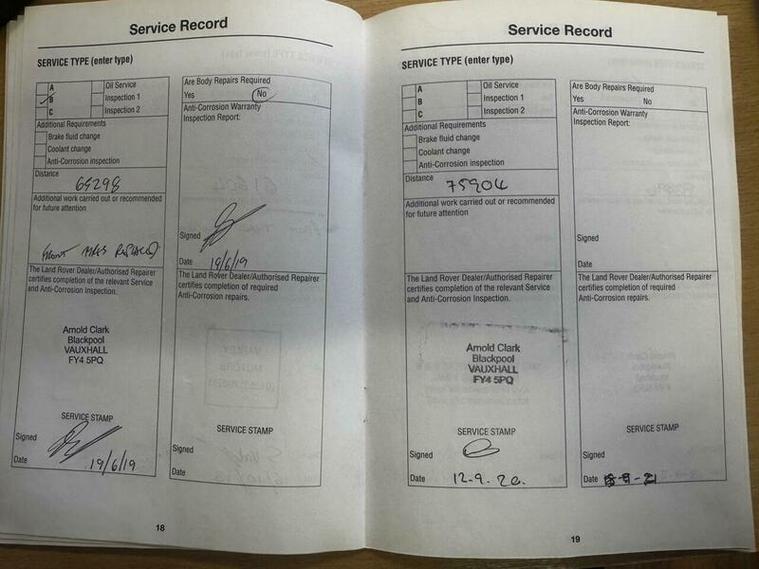 Service Record
SERVICE TYPE (enter type)
A
Oil Service
B
Inspection 1
C
Inspection 2
Additional Requirements
Brake fluid change
Coolant change
Anti-Corrosion inspection
Distance
65298
Additional work carried out or recommended
for future attention
The Land Rover Dealer/Authorised Repairer
certifies completion of the relevant Service
and Anti-Corrosion Inspection.
Arnold Clark
Blackpool
VAUXHALL
FY4 5PQ
SERVICE STAMP
Signed
Date 19/6/19
Are Body Repairs Required
Yes No
Anti-Corrosion Warranty
Inspection Report:
Signed
Date 19/6/19
The Land Rover Dealer/Authorised Repairer
certifies completion of required
Anti-Corrosion repairs.
SERVICE STAMP
Signed
Date
18
Service Record
SERVICE TYPE (enter type)
A
Oil Service
B
Inspection 1
C
Inspection 2
Additional Requirements
Brake fluid change
Coolant change
Anti-Corrosion inspection
Distance
75904
Additional work carried out or recommended
for future attention
The Land Rover Dealer/Authorised Repairer
certifies completion of the relevant Service
and Anti-Corrosion Inspection.
Arnold Clark
Blackpool
VAUXHALL
FY4 5PQ
SERVICE STAMP
Signed
Date 12-9-20.
Are Body Repairs Required
Yes No
Anti-Corrosion Warranty
Inspection Report:
Signed
Date
The Land Rover Dealer/Authorised Repairer
certifies completion of required
Anti-Corrosion repairs.
SERVICE STAMP
Signed
Date
19